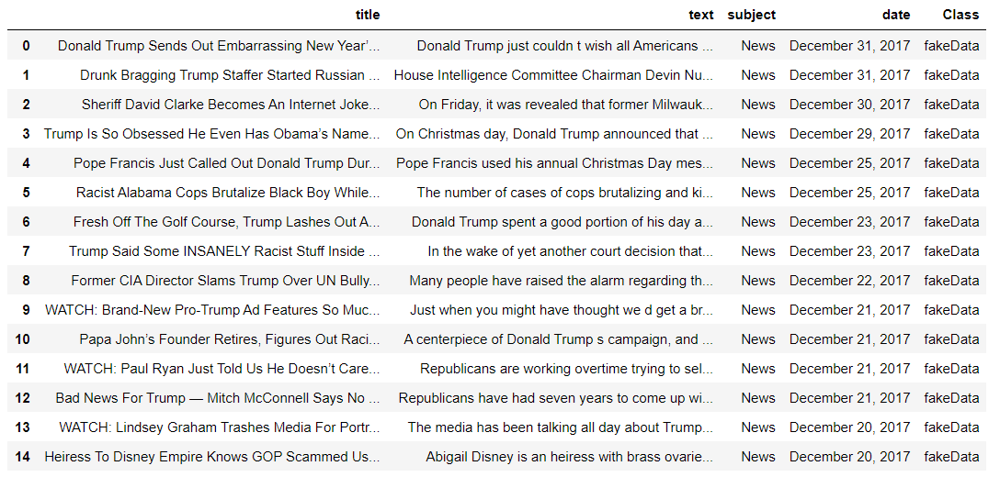 title text subject date Class
0 Donald Trump Sends Out Embarrassing New Year’... Donald Trump just couldn t wish all Americans ... News December 31, 2017 fakeData
1 Drunk Bragging Trump Staffer Started Russian ... House Intelligence Committee Chairman Devin Nu... News December 31, 2017 fakeData
2 Sheriff David Clarke Becomes An Internet Joke... On Friday, it was revealed that former Milwauk... News December 30, 2017 fakeData
3 Trump Is So Obsessed He Even Has Obama’s Name... On Christmas day, Donald Trump announced that ... News December 29, 2017 fakeData
4 Pope Francis Just Called Out Donald Trump Dur... Pope Francis used his annual Christmas Day mes... News December 25, 2017 fakeData
5 Racist Alabama Cops Brutalize Black Boy While... The number of cases of cops brutalizing and ki... News December 25, 2017 fakeData
6 Fresh Off The Golf Course, Trump Lashes Out A... Donald Trump spent a good portion of his day a... News December 23, 2017 fakeData
7 Trump Said Some INSANELY Racist Stuff Inside ... In the wake of yet another court decision that... News December 23, 2017 fakeData
8 Former CIA Director Slams Trump Over UN Bully... Many people have raised the alarm regarding th... News December 22, 2017 fakeData
9 WATCH: Brand-New Pro-Trump Ad Features So Muc... Just when you might have thought we d get a br... News December 21, 2017 fakeData
10 Papa John’s Founder Retires, Figures Out Raci... A centerpiece of Donald Trump s campaign, and ... News December 21, 2017 fakeData
11 WATCH: Paul Ryan Just Told Us He Doesn’t Care... Republicans are working overtime trying to sel... News December 21, 2017 fakeData
12 Bad News For Trump — Mitch McConnell Says No ... Republicans have had seven years to come up wi... News December 21, 2017 fakeData
13 WATCH: Lindsey Graham Trashes Media For Portr... The media has been talking all day about Trump... News December 20, 2017 fakeData
14 Heiress To Disney Empire Knows GOP Scammed Us... Abigail Disney is an heiress with brass ovarie... News December 20, 2017 fakeData